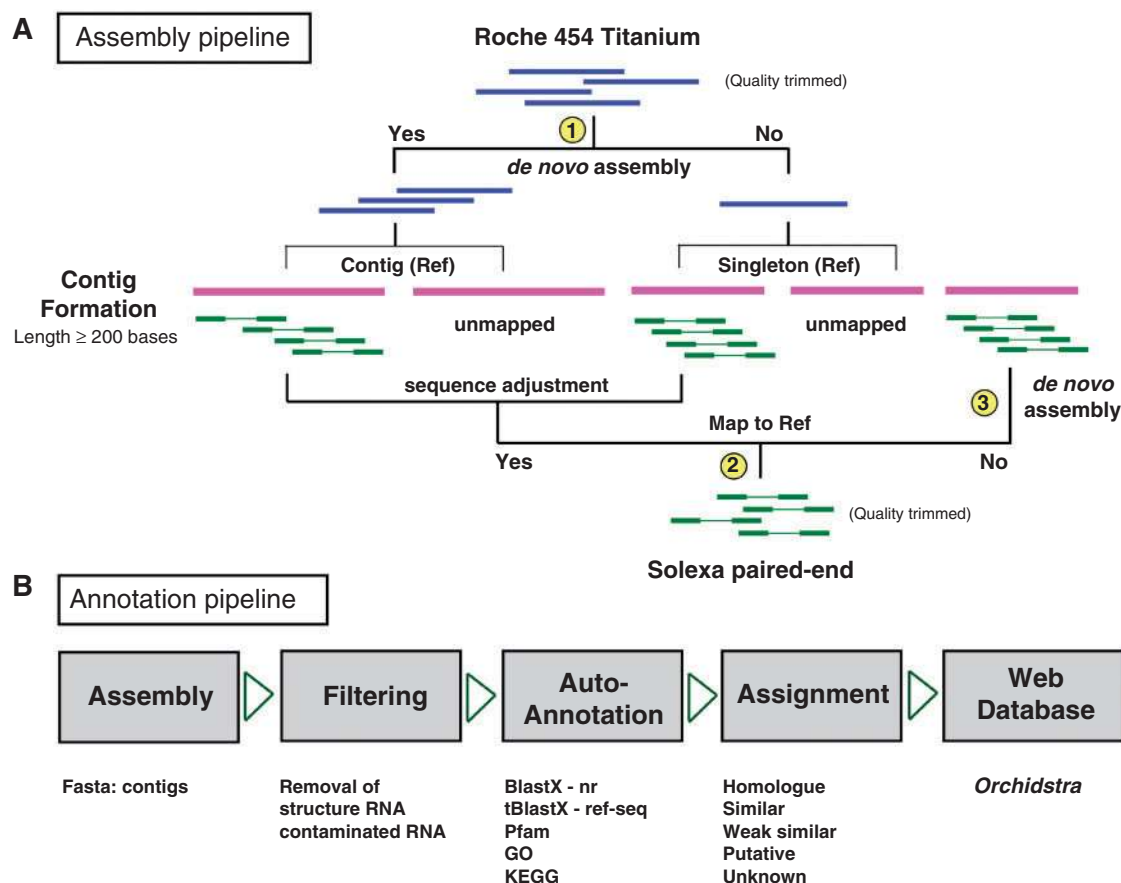 A
Assembly pipeline
Roche 454 Titanium
(Quality trimmed)
1
Yes
No
de novo assembly
Contig (Ref)
Singleton (Ref)
Contig
Formation
Length ≥ 200 bases
unmapped
unmapped
sequence adjustment
de novo
assembly
3
Map to Ref
Yes
2
No
(Quality trimmed)
Solexa paired-end
B
Annotation pipeline
Assembly
Filtering
Auto-
Annotation
Assignment
Web
Database
Fasta: contigs
Removal of
structure RNA
contaminated RNA
BlastX - nr
tBlastX - ref-seq
Pfam
GO
KEGG
Homologue
Similar
Weak similar
Putative
Unknown
Orchidstra